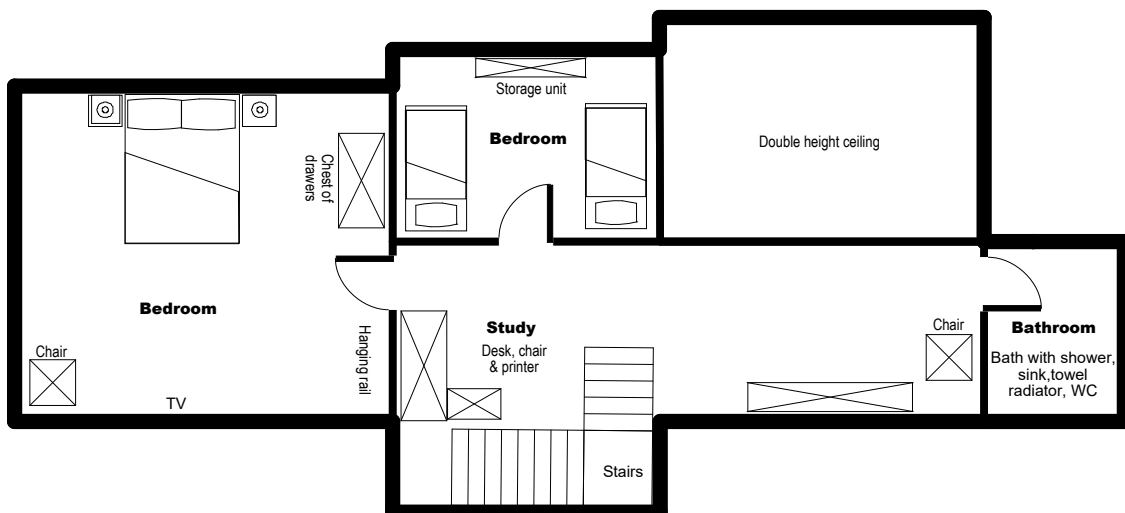 Storage unit
Bedroom
Double height ceiling
Chest of
drawers
Bedroom
Hanging rail
Chair
TV
Study
Desk, chair
& printer
Stairs
Chair
Bathroom
Bath with shower,
sink,towel
radiator, WC